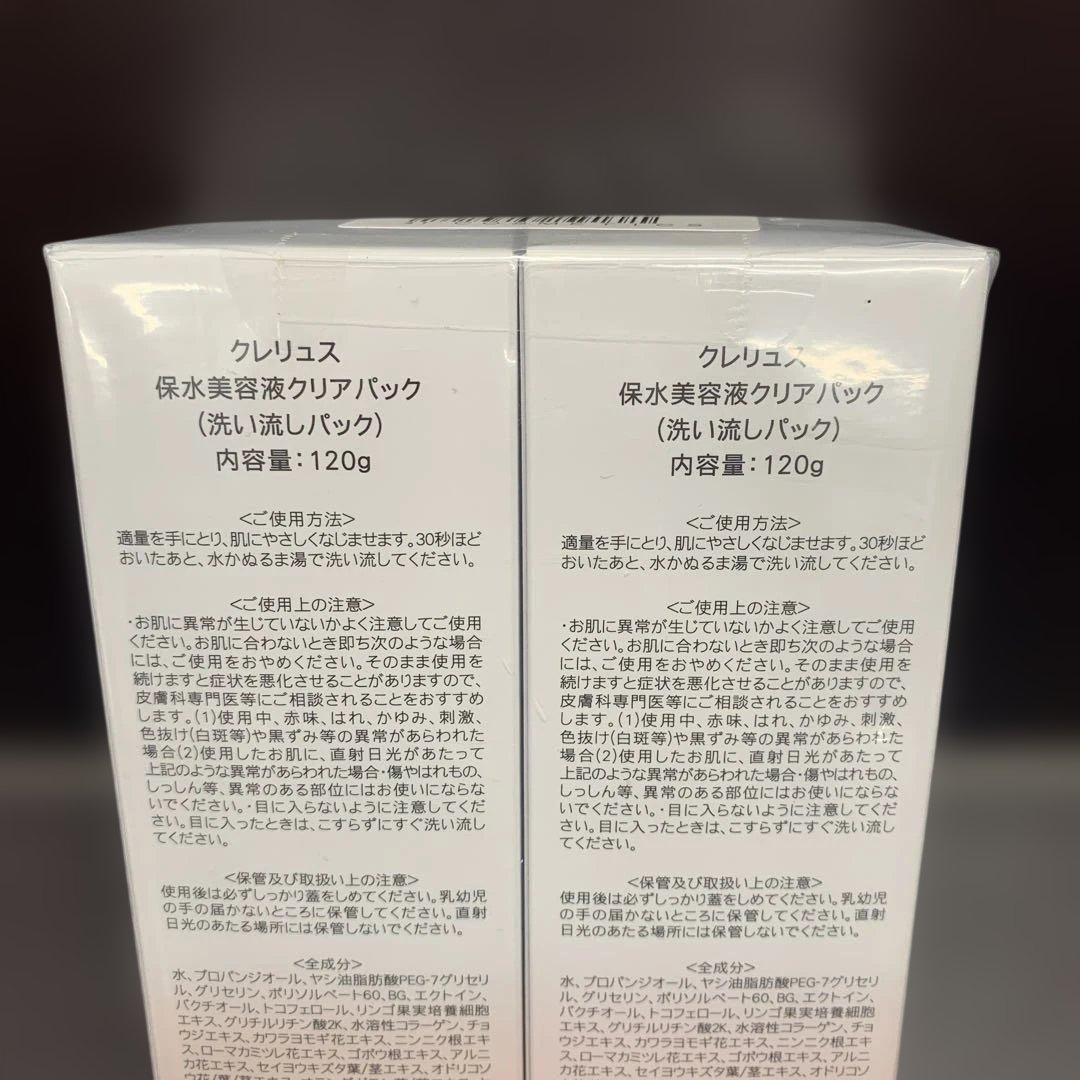 クレリュス
保水美容液クリアパック
(洗い流しパック)
内容量：120g
<ご使用方法>
適量を手にとり、肌にやさしくなじませます。30秒ほど
おいたあと、水かぬるま湯で洗い流してください。
<ご使用上の注意>
・お肌に異常が生じていないかよく注意してご使用
ください。お肌に合わないとき即ち次のような場合
には、ご使用をおやめください。そのまま使用を
続けますと症状を悪化させることがありますので、
皮膚科専門医等にご相談されることをおすすめ
します。(1)使用中、赤味、はれ、かゆみ、刺激、
色抜け(白斑等)や黒ずみ等の異常があらわれた
場合(2)使用したお肌に、直射日光があたって
上記のような異常があらわれた場合・傷やはれもの、
しっしん等、異常のある部位にはお使いにならな
いでください。・目に入らないように注意してくだ
さい。目に入ったときは、こすらずにすぐ洗い流し
てください。
<保管及び取扱い上の注意>
使用後は必ずしっかり蓋をしめてください。乳幼児
の手の届かないところに保管してください。直射
日光のあたる場所には保管しないでください。
<全成分>
水、プロパンジオール、ヤシ油脂肪酸PEG-7グリセリ
ル、グリセリン、ポリソルベート60、BG、エクトイン、
バクチオール、トコフェロール、リンゴ果実培養細胞
エキス、グリチルリチン酸2K、水溶性コラーゲン、チョ
ウジエキス、カワラヨモギ花エキス、ニンニク根エキ
ス、ローマカミツレ花エキス、ゴボウ根エキス、アルニ
カ花エキス、セイヨウキズタ葉/茎エキス、オドリコソ
クレリュス
保水美容液クリアパック
(洗い流しパック)
内容量：120g
<ご使用方法>
適量を手にとり、肌にやさしくなじませます。30秒ほど
おいたあと、水かぬるま湯で洗い流してください。
<ご使用上の注意>
・お肌に異常が生じていないかよく注意してご使用
ください。お肌に合わないとき即ち次のような場合
には、ご使用をおやめください。そのまま使用を
続けますと症状を悪化させることがありますので、
皮膚科専門医等にご相談されることをおすすめ
します。(1)使用中、赤味、はれ、かゆみ、刺激、
色抜け(白斑等)や黒ずみ等の異常があらわれた
場合(2)使用したお肌に、直射日光があたって
上記のような異常があらわれた場合・傷やはれもの、
しっしん等、異常のある部位にはお使いにならな
いでください。・目に入らないように注意してくだ
さい。目に入ったときは、こすらずにすぐ洗い流し
てください。
<保管及び取扱い上の注意>
使用後は必ずしっかり蓋をしめてください。乳幼児
の手の届かないところに保管してください。直射
日光のあたる場所には保管しないでください。
<全成分>
水、プロパンジオール、ヤシ油脂肪酸PEG-7グリセリ
ル、グリセリン、ポリソルベート60、BG、エクトイン、
バクチオール、トコフェロール、リンゴ果実培養細胞
エキス、グリチルリチン酸2K、水溶性コラーゲン、チョ
ウジエキス、カワラヨモギ花エキス、ニンニク根エキ
ス、ローマカミツレ花エキス、ゴボウ根エキス、アルニ
カ花エキス、セイヨウキズタ葉/茎エキス、オドリコソ